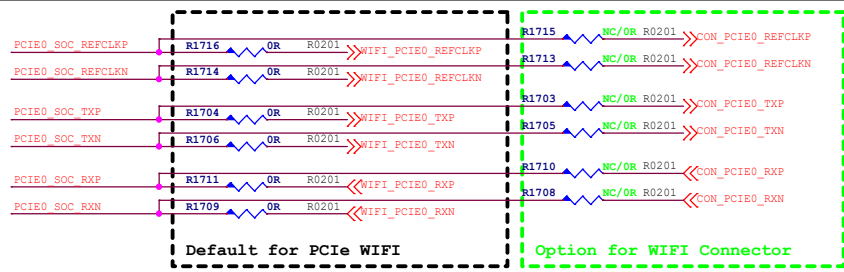 R1715 NC/0R R0201 CON_PCIE0_REFCLKP
PCIE0_SOC_REFCLKP R1716 0R R0201 WIFI_PCIE0_REFCLKP
R1713 NC/0R R0201 CON_PCIE0_REFCLKN
PCIE0_SOC_REFCLKN R1714 0R R0201 WIFI_PCIE0_REFCLKN
R1703 NC/0R R0201 CON_PCIE0_TXP
PCIE0_SOC_TXP R1704 0R R0201 WIFI_PCIE0_TXP
R1705 NC/0R R0201 CON_PCIE0_TXN
PCIE0_SOC_TXN R1706 0R R0201 WIFI_PCIE0_TXN
R1710 NC/0R R0201 CON_PCIE0_RXP
PCIE0_SOC_RXP R1711 0R R0201 WIFI_PCIE0_RXP
R1708 NC/0R R0201 CON_PCIE0_RXN
PCIE0_SOC_RXN R1709 0R R0201 WIFI_PCIE0_RXN
Default for PCIe WIFI
Option for WIFI Connector